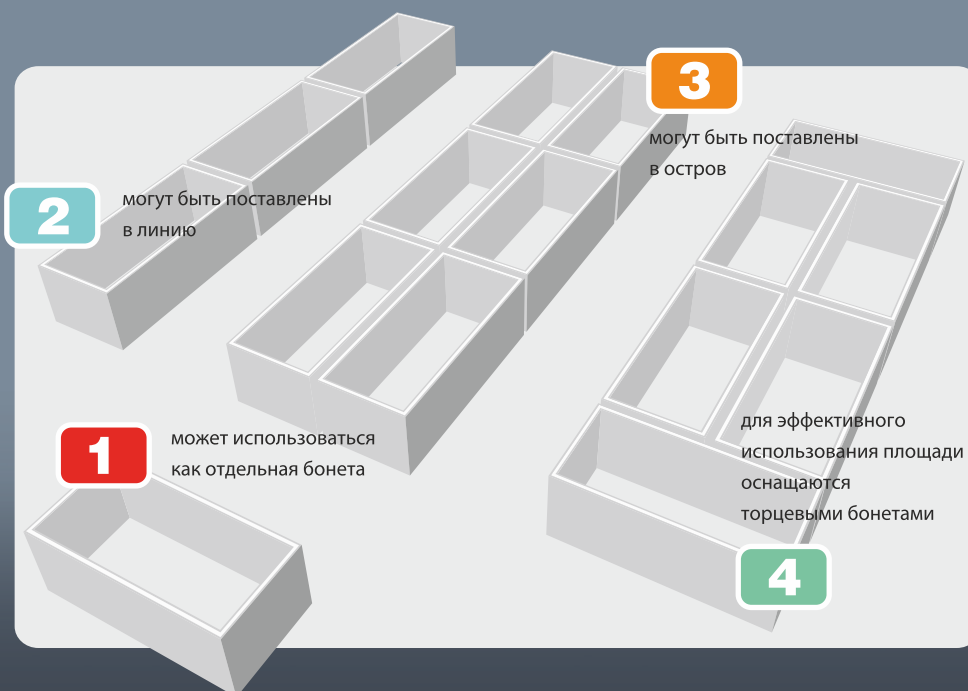 3
могут быть поставлены
в остров
2
могут быть поставлены
в линию
1
может использоваться
как отдельная бонета
для эффективного
использования площади
оснащаются
торцевыми бонетами
4